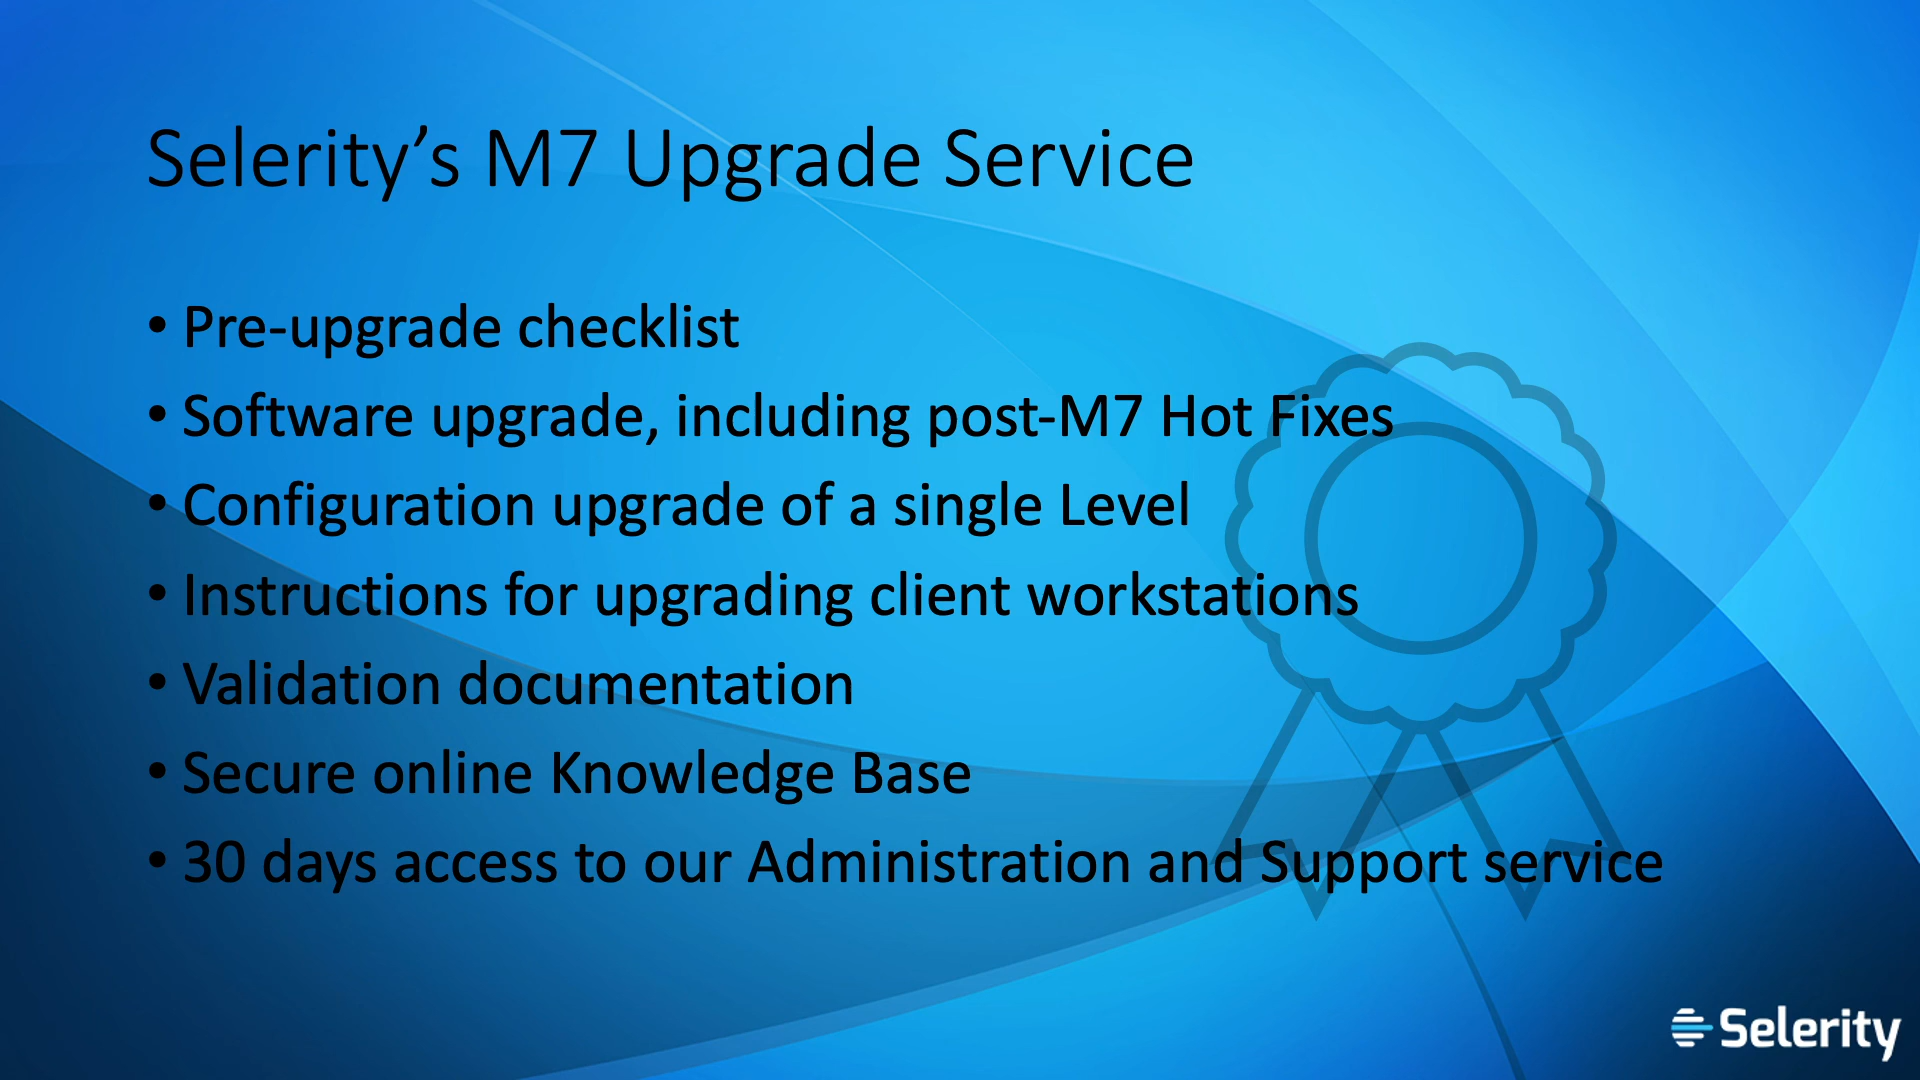 Selerity’s M7 Upgrade Service
• Pre-upgrade checklist
• Software upgrade, including post-M7 Hot Fixes
• Configuration upgrade of a single Level
• Instructions for upgrading client workstations
• Validation documentation
• Secure online Knowledge Base
• 30 days access to our Administration and Support service
Selerity